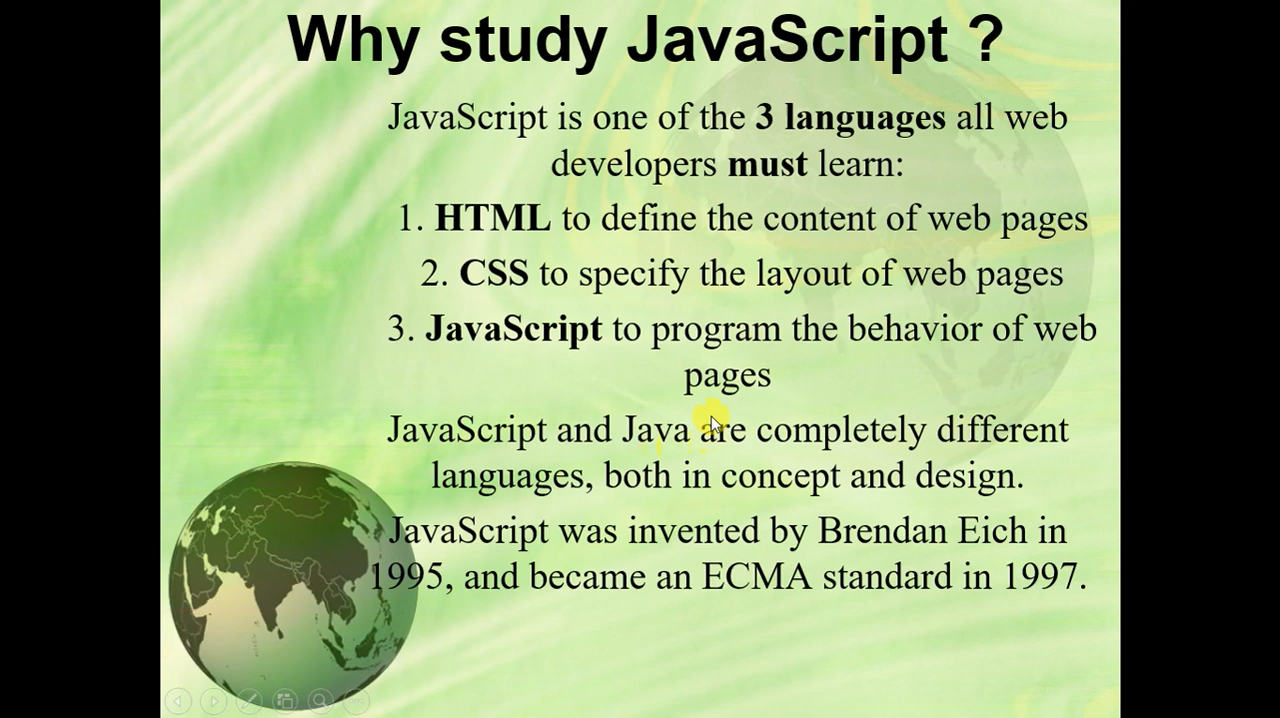 Why study JavaScript ?
JavaScript is one of the 3 languages all web
developers must learn:
1. HTML to define the content of web pages
2. CSS to specify the layout of web pages
3. JavaScript to program the behavior of web
pages
JavaScript and Java are completely different
languages, both in concept and design.
JavaScript was invented by Brendan Eich in
1995, and became an ECMA standard in 1997.